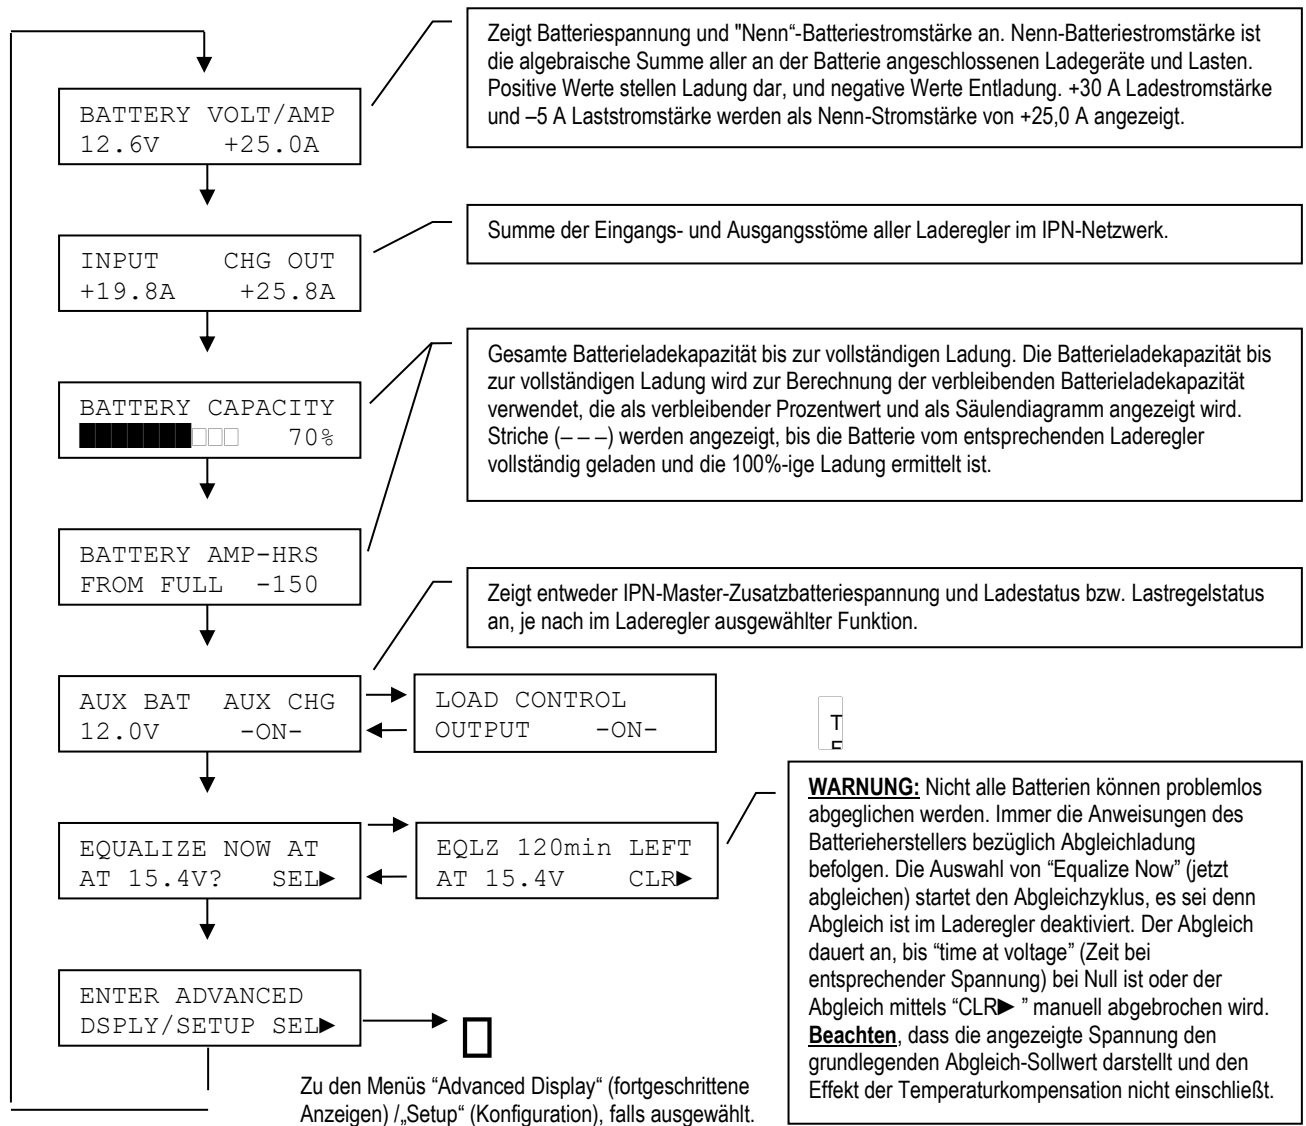 Zeigt Batteriespannung und "Nenn“-Batteriestromstärke an. Nenn-Batteriestromstärke ist
die algebraische Summe aller an der Batterie angeschlossenen Ladegeräte und Lasten.
Positive Werte stellen Ladung dar, und negative Werte Entladung. +30 A Ladestromstärke
und –5 A Laststromstärke werden als Nenn-Stromstärke von +25,0 A angezeigt.
BATTERY VOLT/AMP
12.6V +25.0A
Summe der Eingangs- und Ausgangsstöme aller Laderegler im IPN-Netzwerk.
INPUT CHG OUT
+19.8A +25.8A
Gesamte Batterieladekapazität bis zur vollständigen Ladung. Die Batterieladekapazität bis
zur vollständigen Ladung wird zur Berechnung der verbleibenden Batterieladekapazität
verwendet, die als verbleibender Prozentwert und als Säulendiagramm angezeigt wird.
Striche (– – –) werden angezeigt, bis die Batterie vom entsprechenden Laderegler
vollständig geladen und die 100%-ige Ladung ermittelt ist.
BATTERY CAPACITY
70%
BATTERY AMP-HRS
FROM FULL -150
Zeigt entweder IPN-Master-Zusatzbatteriespannung und Ladestatus bzw. Lastregelstatus
an, je nach im Laderegler ausgewählter Funktion.
AUX BAT AUX CHG
12.0V -ON-
LOAD CONTROL
OUTPUT -ON-
T
EQUALIZE NOW AT
AT 15.4V? SEL►
EQLZ 120min LEFT
AT 15.4V CLR►
WARNUNG: Nicht alle Batterien können problemlos
abgeglichen werden. Immer die Anweisungen des
Batterieherstellers bezüglich Abgleichladung
befolgen. Die Auswahl von “Equalize Now” (jetzt
abgleichen) startet den Abgleichzyklus, es sei denn
Abgleich ist im Laderegler deaktiviert. Der Abgleich
dauert an, bis “time at voltage” (Zeit bei
entsprechender Spannung) bei Null ist oder der
Abgleich mittels “CLR► ” manuell abgebrochen wird.
Beachten, dass die angezeigte Spannung den
grundlegenden Abgleich-Sollwert darstellt und den
Effekt der Temperaturkompensation nicht einschließt.
ENTER ADVANCED
DSPLY/SETUP SEL►
Zu den Menüs “Advanced Display“ (fortgeschrittene
Anzeigen) /„Setup“ (Konfiguration), falls ausgewählt.